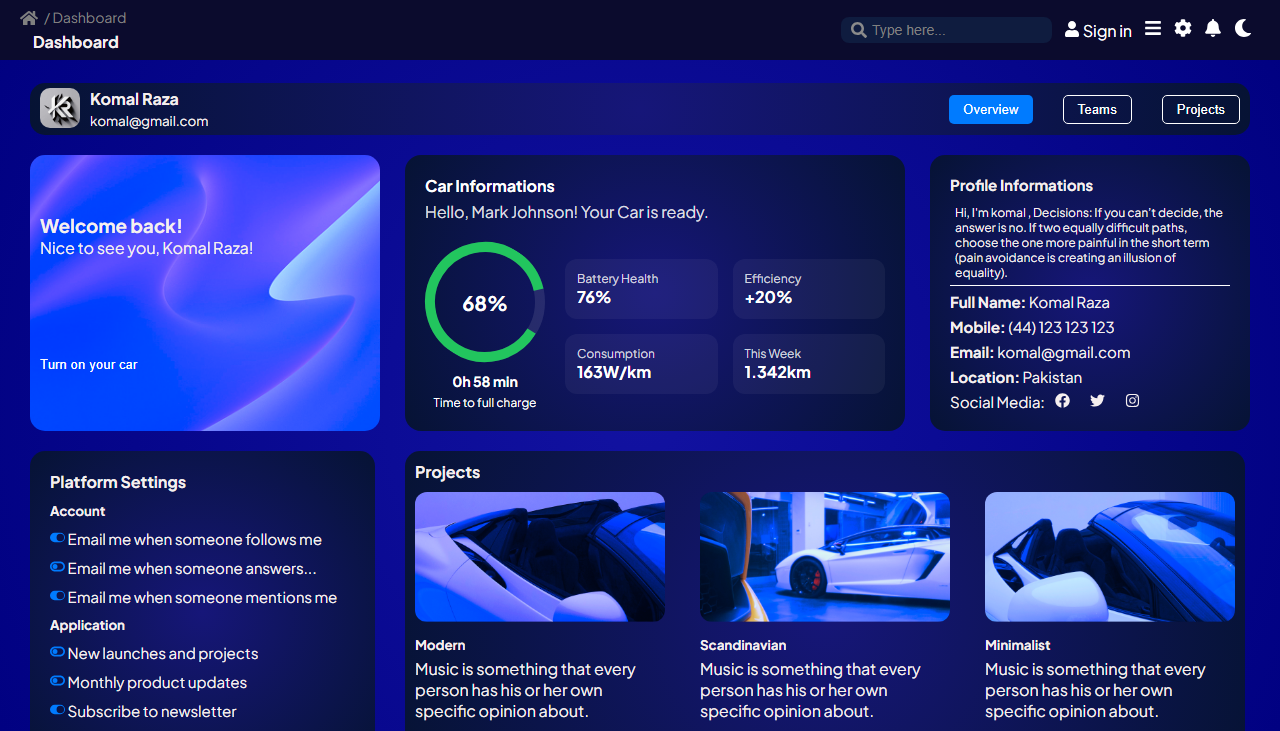 / Dashboard
Dashboard
Type here...
Sign in
Komal Raza
komal@gmail.com
Overview
Teams
Projects
Welcome back!
Nice to see you, Komal Raza!
Turn on your car
Car Informations
Hello, Mark Johnson! Your Car is ready.
68%
0h 58 min
Time to full charge
Battery Health
76%
Efficiency
+20%
Consumption
163W/km
This Week
1.342km
Profile Informations
Hi, I'm komal , Decisions: If you can't decide, the
answer is no. If two equally difficult paths,
choose the one more painful in the short term
(pain avoidance is creating an illusion of
equality).
Full Name: Komal Raza
Mobile: (44) 123 123 123
Email: komal@gmail.com
Location: Pakistan
Social Media:
Platform Settings
Account
Email me when someone follows me
Email me when someone answers...
Email me when someone mentions me
Application
New launches and projects
Monthly product updates
Subscribe to newsletter
Projects
Modern
Music is something that every
person has his or her own
specific opinion about.
Scandinavian
Music is something that every
person has his or her own
specific opinion about.
Minimalist
Music is something that every
person has his or her own
specific opinion about.